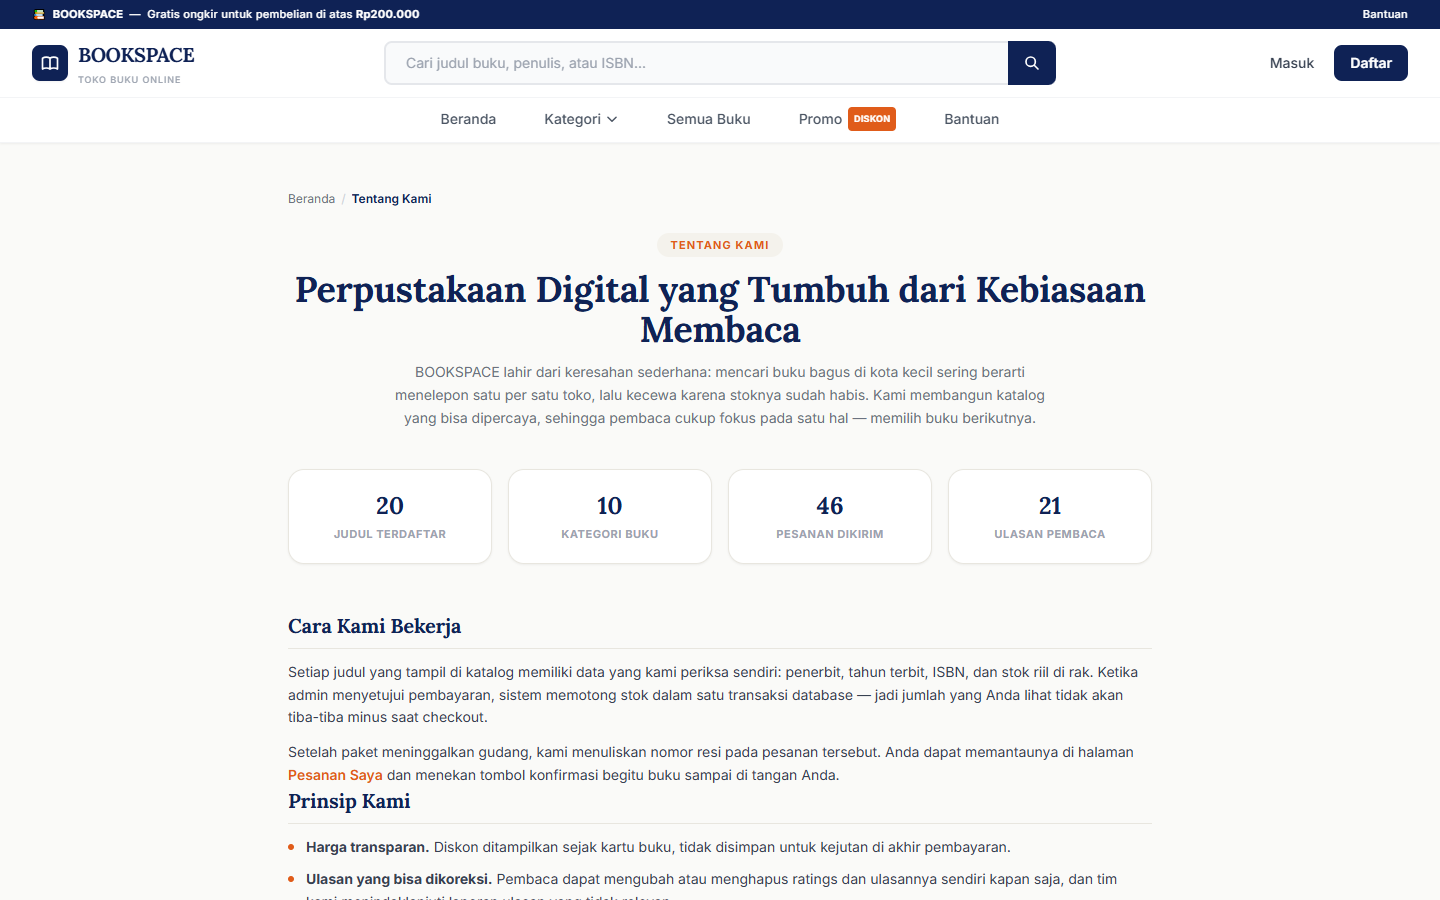 BOOKSPACE — Gratis ongkir untuk pembelian di atas Rp200.000
Bantuan
BOOKSPACE
TOKO BUKU ONLINE
Cari judul buku, penulis, atau ISBN...
Masuk
Daftar
Beranda
Kategori
Semua Buku
Promo DISKON
Bantuan
Beranda / Tentang Kami
TENTANG KAMI
Perpustakaan Digital yang Tumbuh dari Kebiasaan
Membaca
BOOKSPACE lahir dari keresahan sederhana: mencari buku bagus di kota kecil sering berarti
menelepon satu per satu toko, lalu kecewa karena stoknya sudah habis. Kami membangun katalog
yang bisa dipercaya, sehingga pembaca cukup fokus pada satu hal — memilih buku berikutnya.
20
JUDUL TERDAFTAR
10
KATEGORI BUKU
46
PESANAN DIKIRIM
21
ULASAN PEMBACA
Cara Kami Bekerja
Setiap judul yang tampil di katalog memiliki data yang kami periksa sendiri: penerbit, tahun terbit, ISBN, dan stok riil di rak. Ketika
admin menyetujui pembayaran, sistem memotong stok dalam satu transaksi database — jadi jumlah yang Anda lihat tidak akan
tiba-tiba minus saat checkout.
Setelah paket meninggalkan gudang, kami menuliskan nomor resi pada pesanan tersebut. Anda dapat memantaunya di halaman
Pesanan Saya dan menekan tombol konfirmasi begitu buku sampai di tangan Anda.
Prinsip Kami
Harga transparan. Diskon ditampilkan sejak kartu buku, tidak disimpan untuk kejutan di akhir pembayaran.
Ulasan yang bisa dikoreksi. Pembaca dapat mengubah atau menghapus ratings dan ulasannya sendiri kapan saja, dan tim